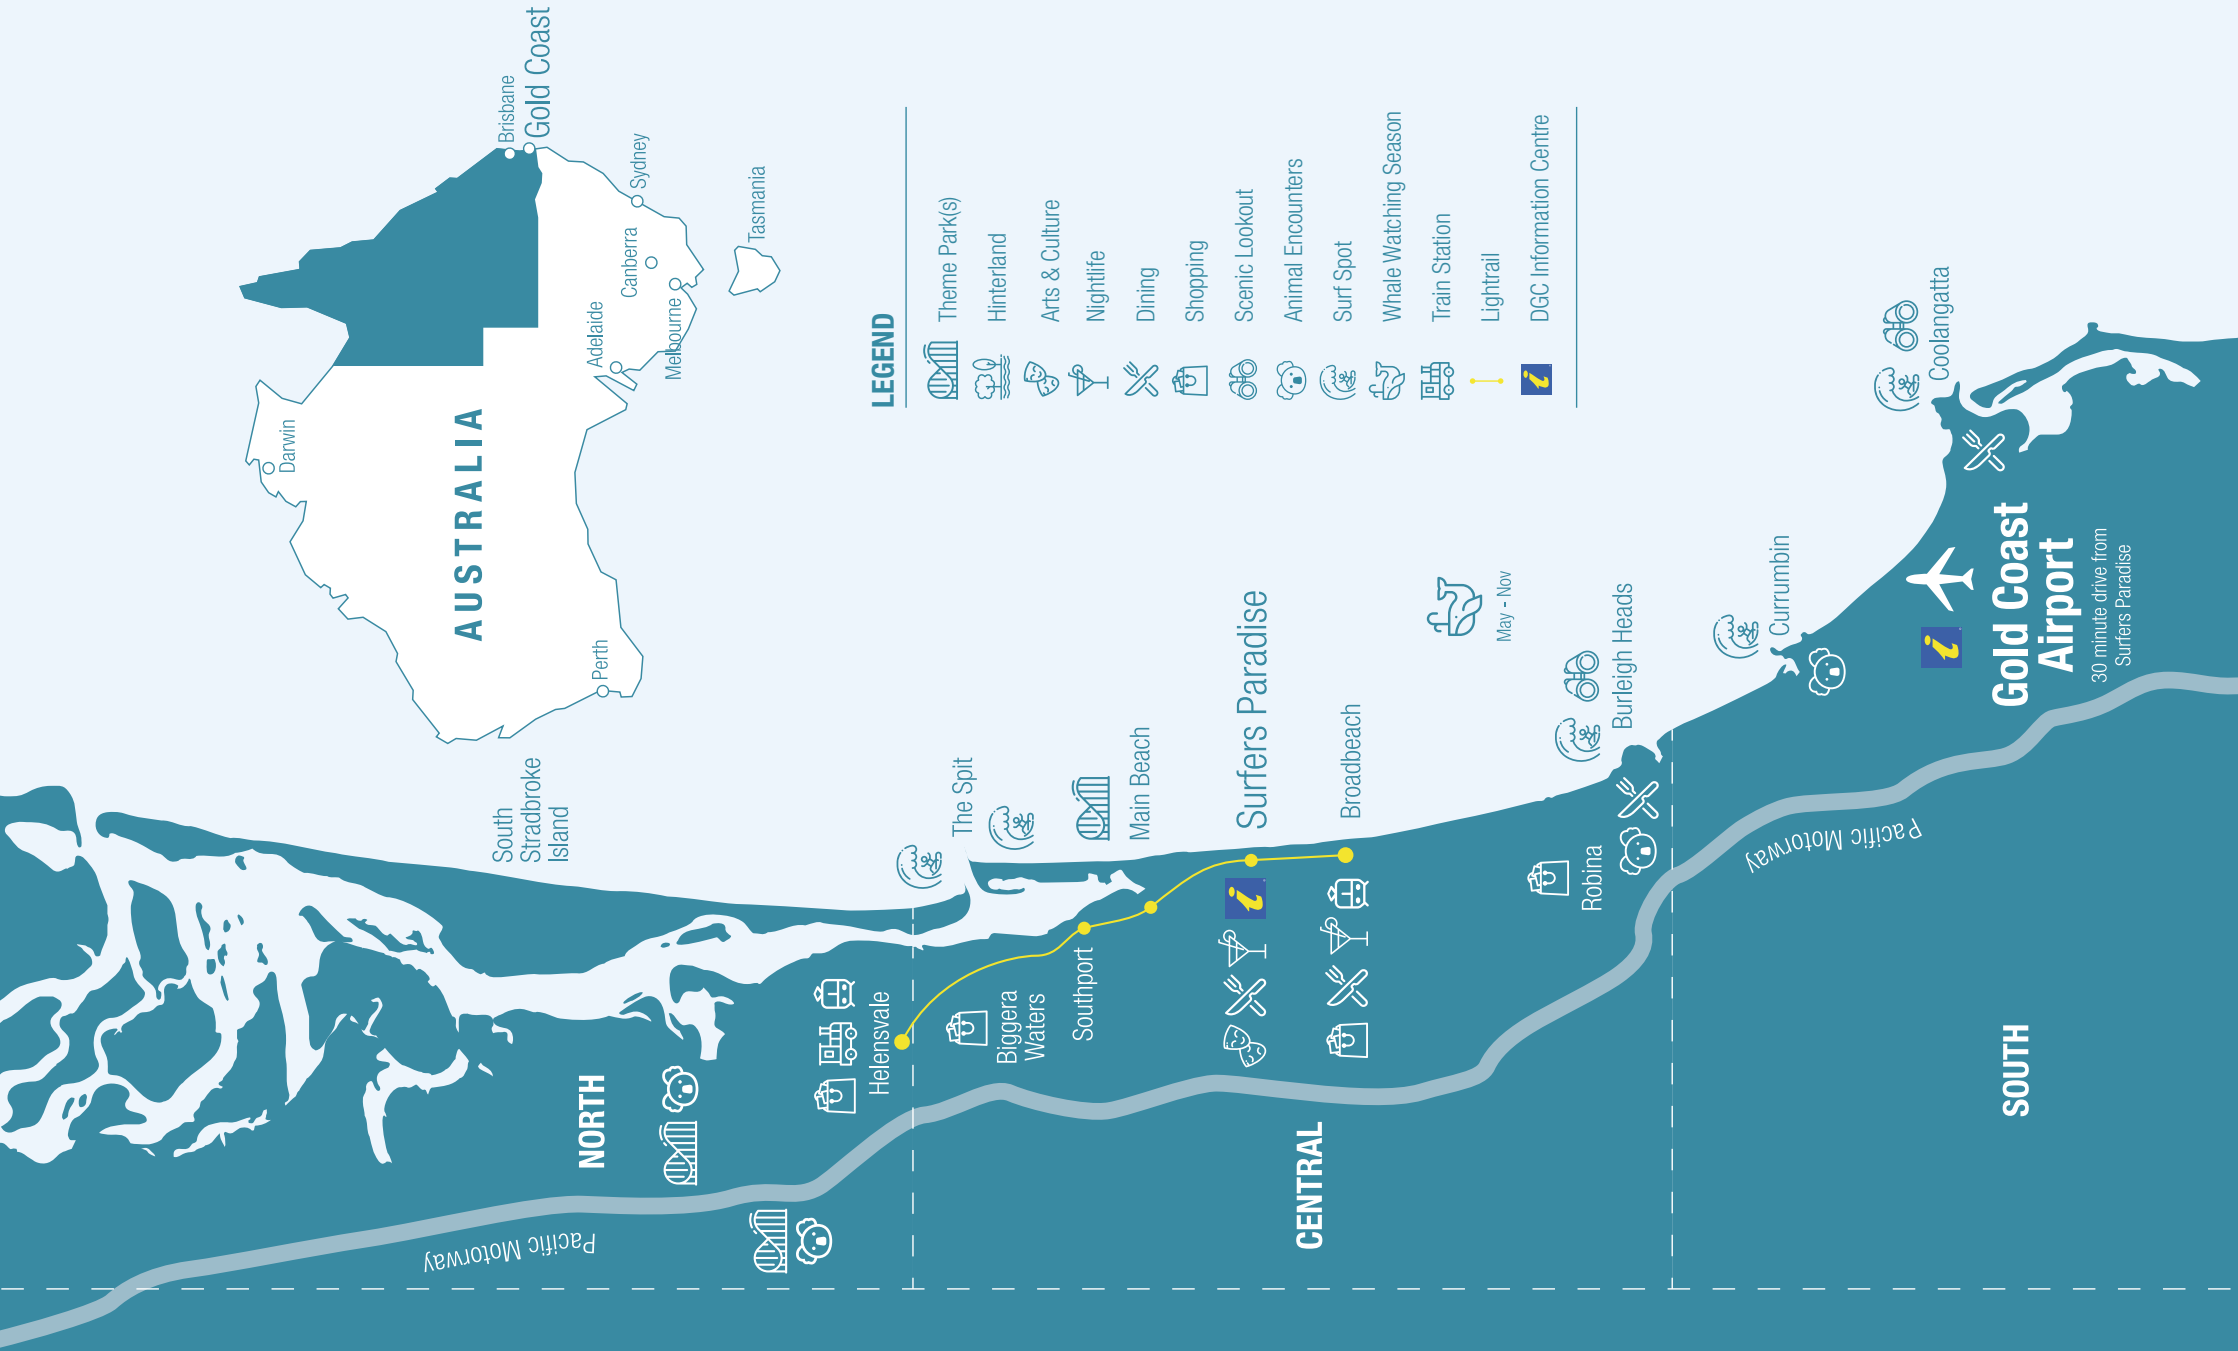 AUSTRALIA
Darwin
Brisbane
Gold Coast
Sydney
Canberra
Adelaide
Melbourne
Tasmania
Perth
LEGEND
Theme Park(s)
Hinterland
Arts & Culture
Nightlife
Dining
Shopping
Scenic Lookout
Animal Encounters
Surf Spot
Whale Watching Season
Train Station
Lightrail
i DGC Information Centre
South
Stradbroke
Island
NORTH
Pacific Motorway
Helensvale
The Spit
Biggera
Waters
Southport
Main Beach
Surfers Paradise
i
Broadbeach
CENTRAL
May - Nov
Robina
Burleigh Heads
Pacific Motorway
Currumbin
i
Gold Coast
Airport
30 minute drive from
Surfers Paradise
Coolangatta
SOUTH